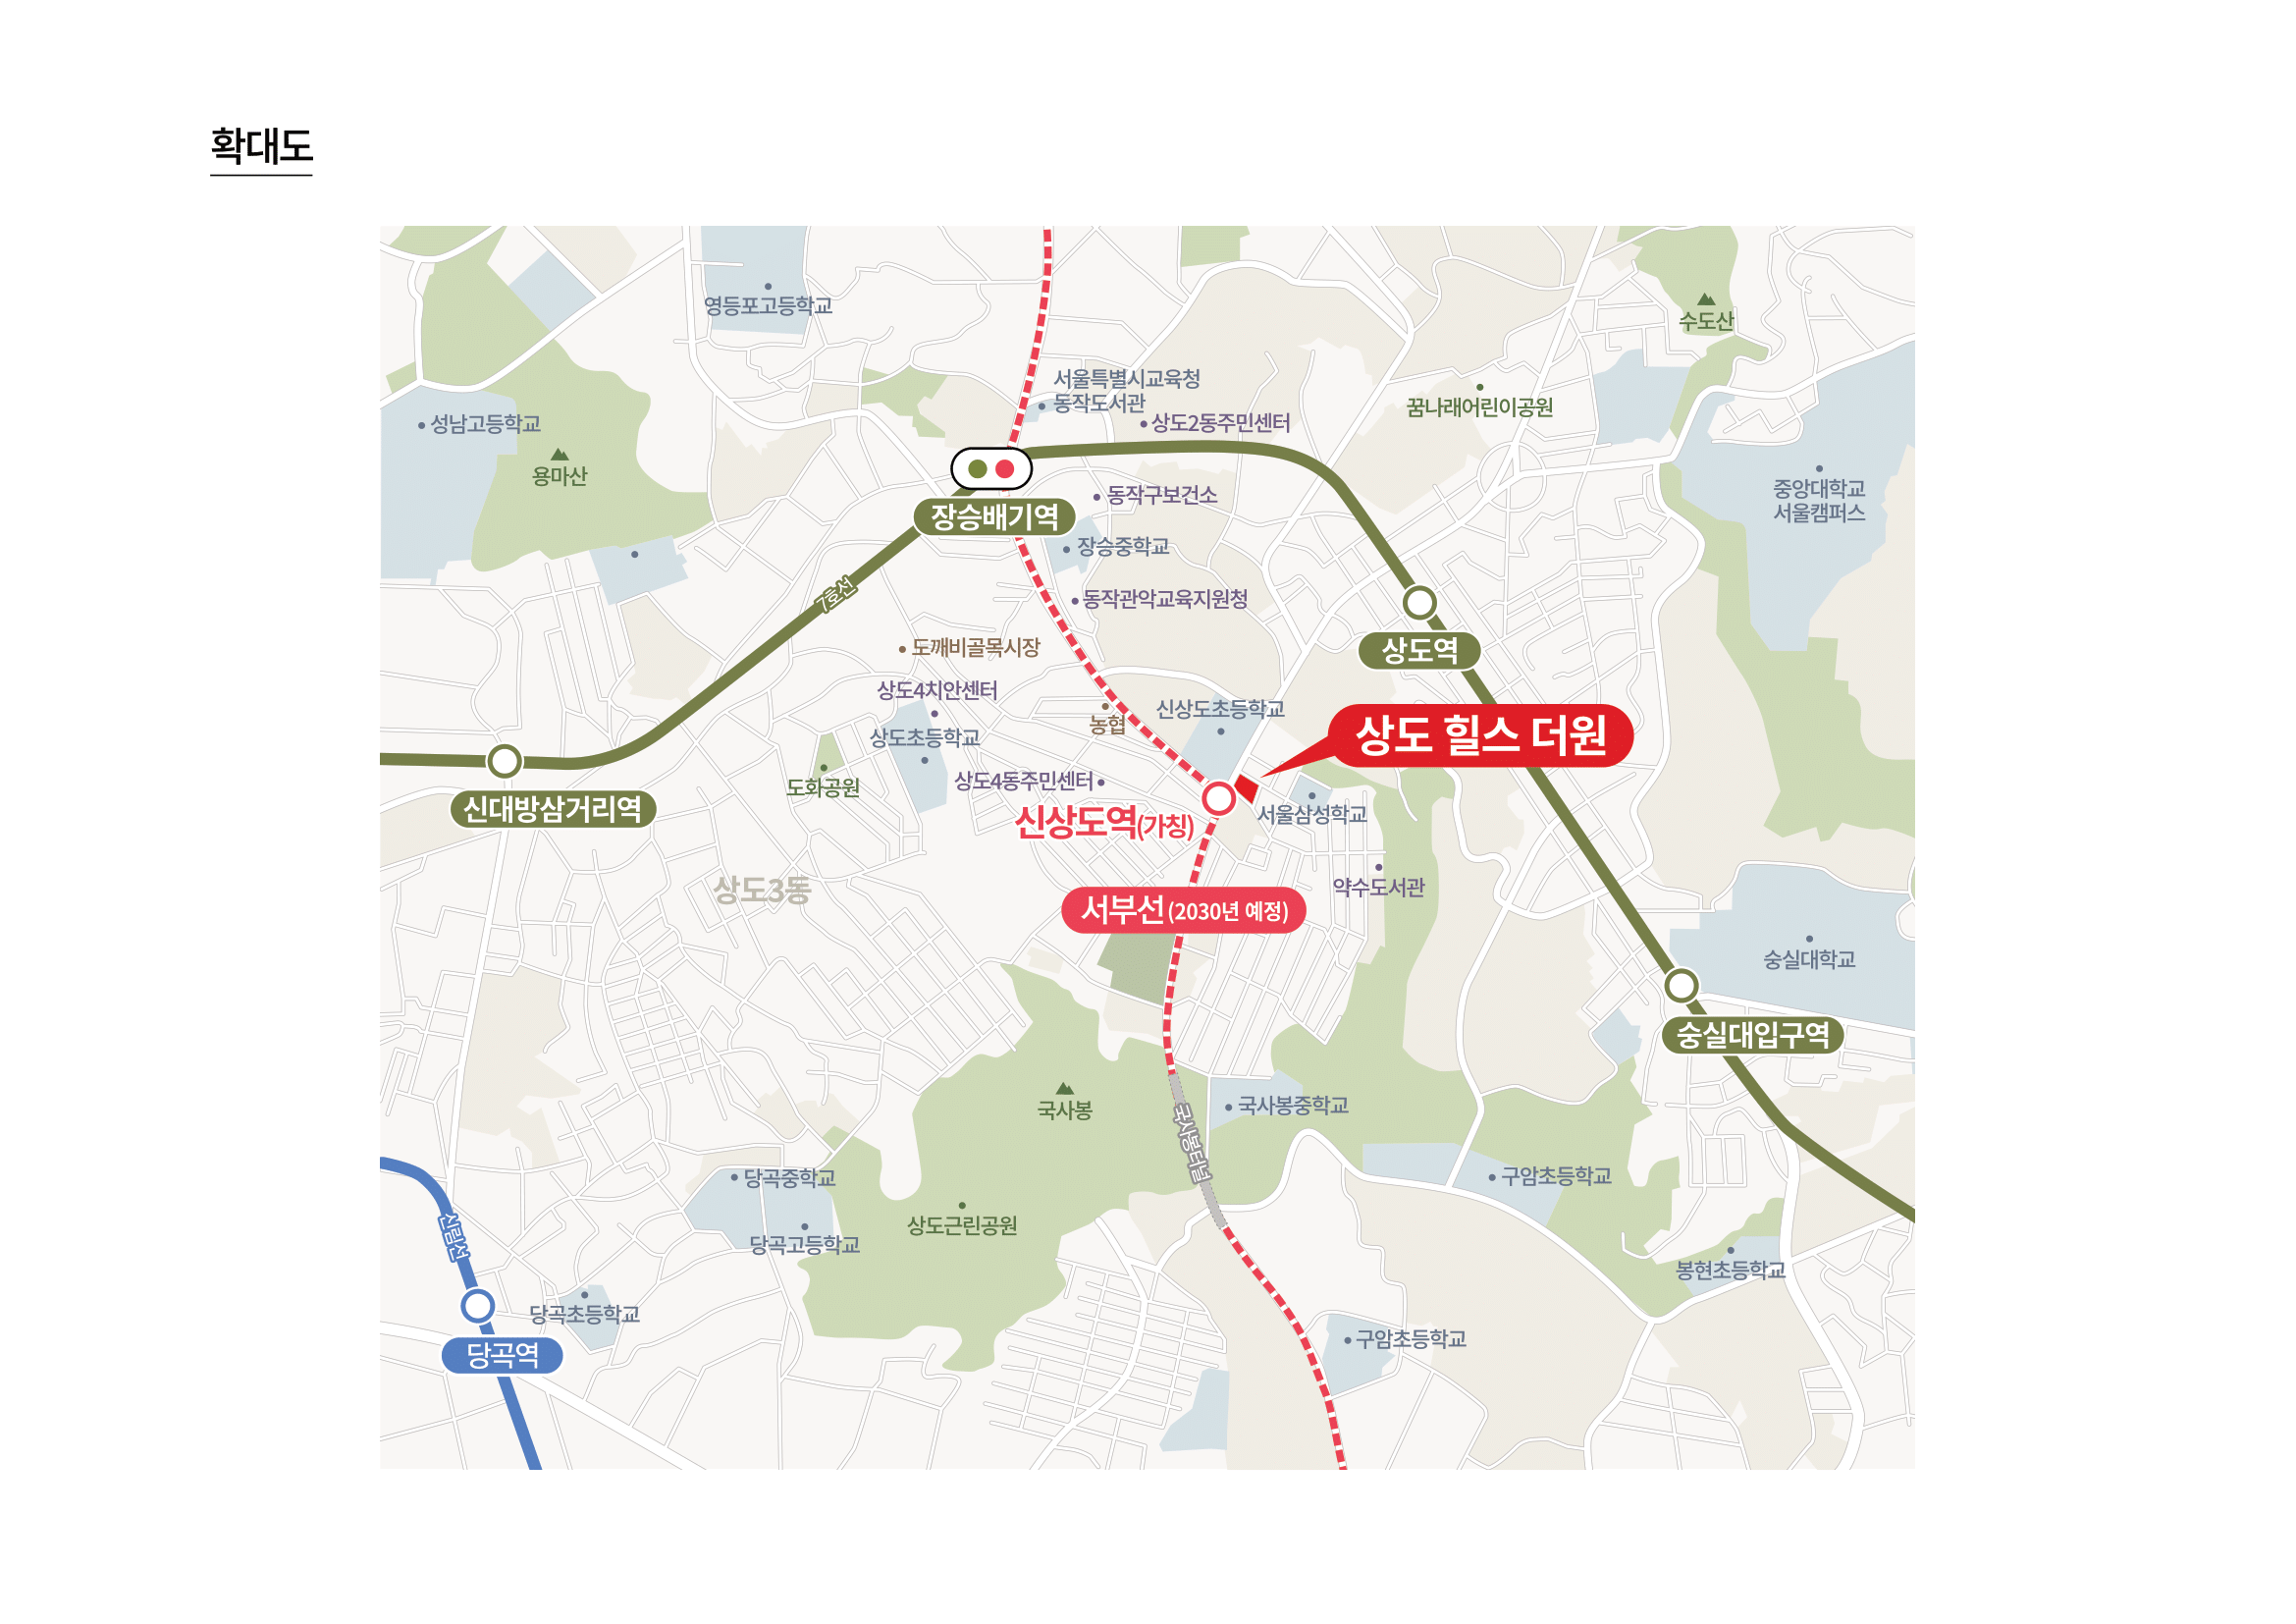 확대도
영등포고등학교
수도산
서울특별시교육청
동작도서관
상도2동주민센터
꿈나래어린이공원
성남고등학교
용마산
중앙대학교
서울캠퍼스
동작구보건소
장승배기역
장승중학교
7호선
동작관악교육지원청
도깨비골목시장
상도역
상도4치안센터
신상도초등학교
농협
상도 힐스 더원
상도초등학교
도화공원
상도4동주민센터
신대방삼거리역
신상도역(가칭)
서울삼성학교
상도3동
약수도서관
서부선 (2030년 예정)
숭실대학교
숭실대입구역
국사봉
국사봉중학교
국사봉터널
당곡중학교
구암초등학교
상도근린공원
신림선
당곡고등학교
봉현초등학교
당곡초등학교
구암초등학교
당곡역